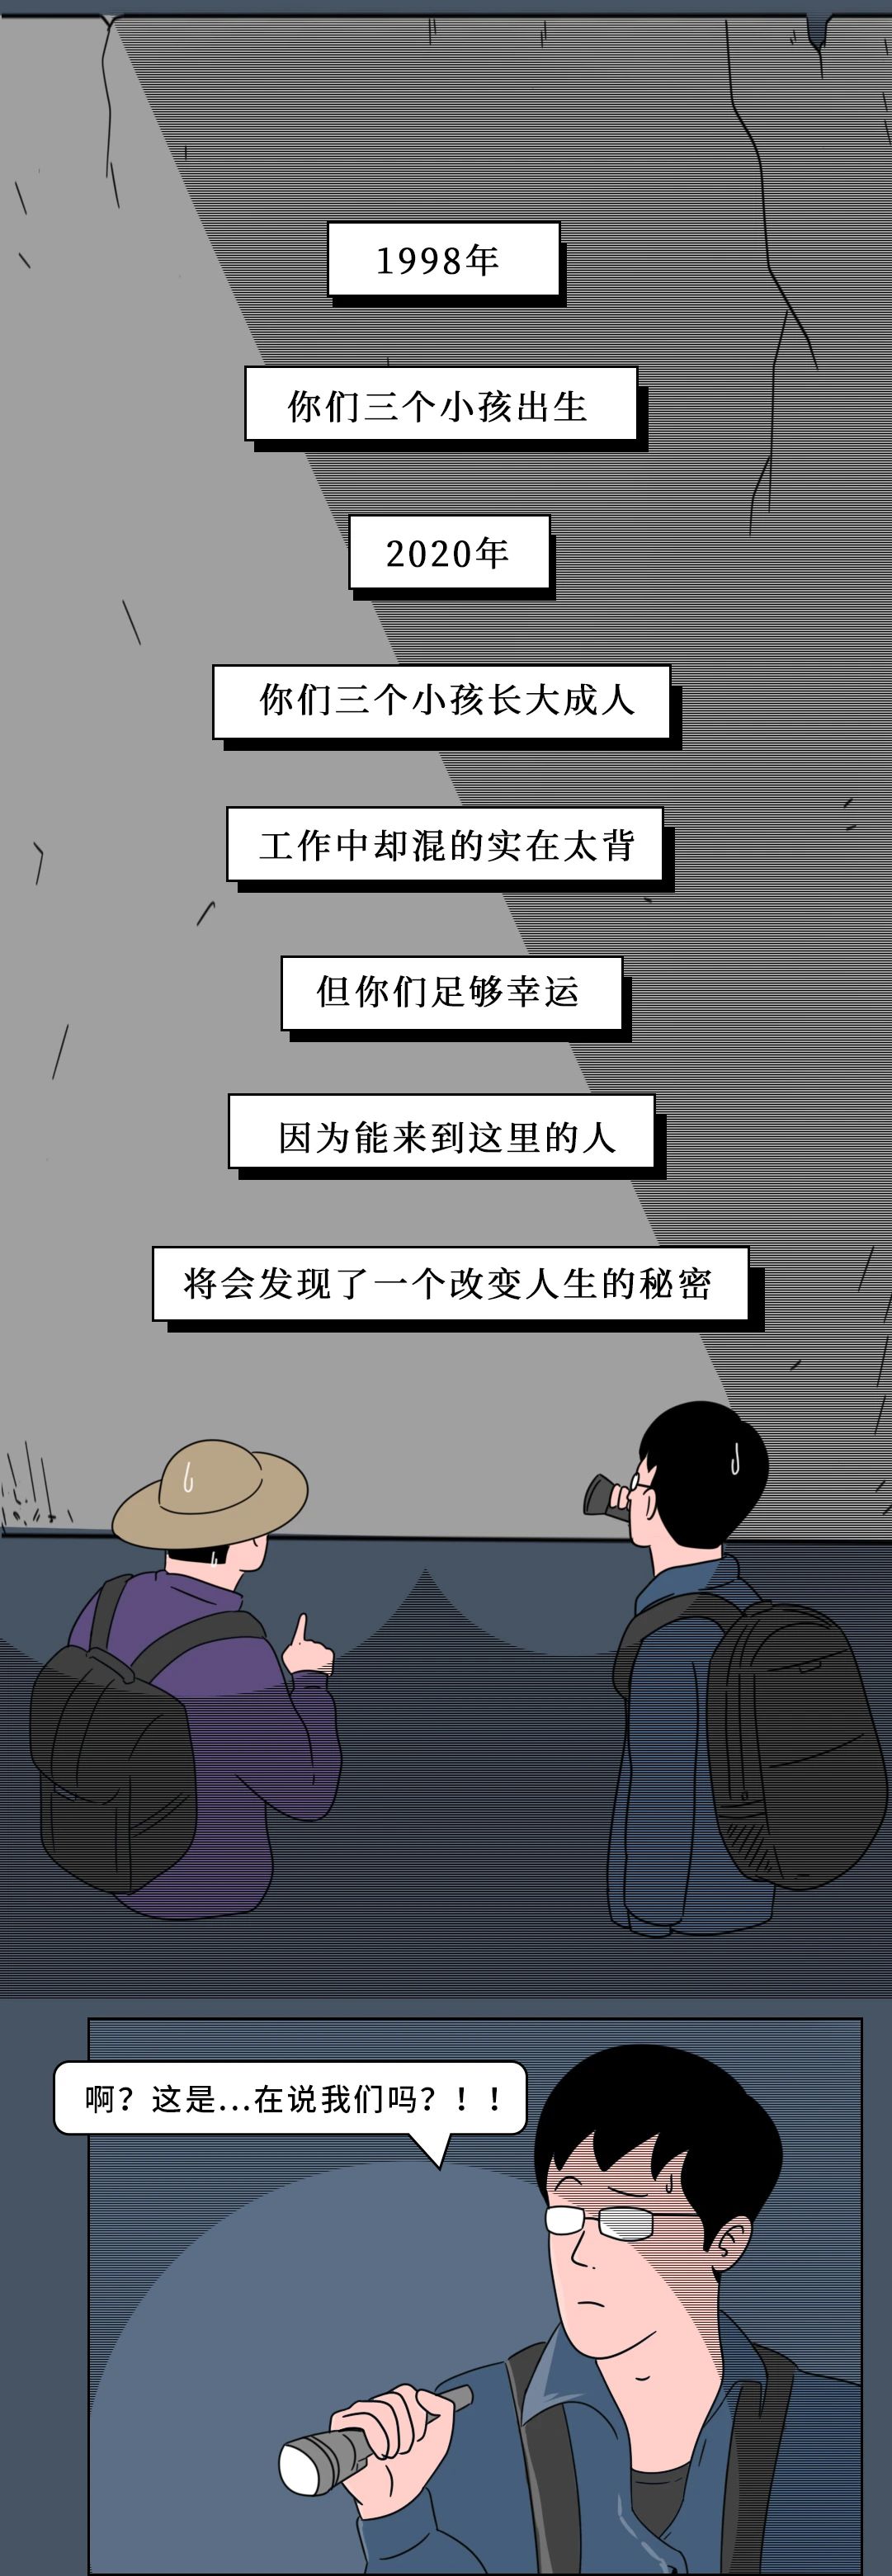 1998年
你们三个小孩出生
2020年
你们三个小孩长大成人
工作中却混的实在太背
但你们足够幸运
因为能来到这里的人
将会发现了一个改变人生的秘密
啊？这是...在说我们吗？！！